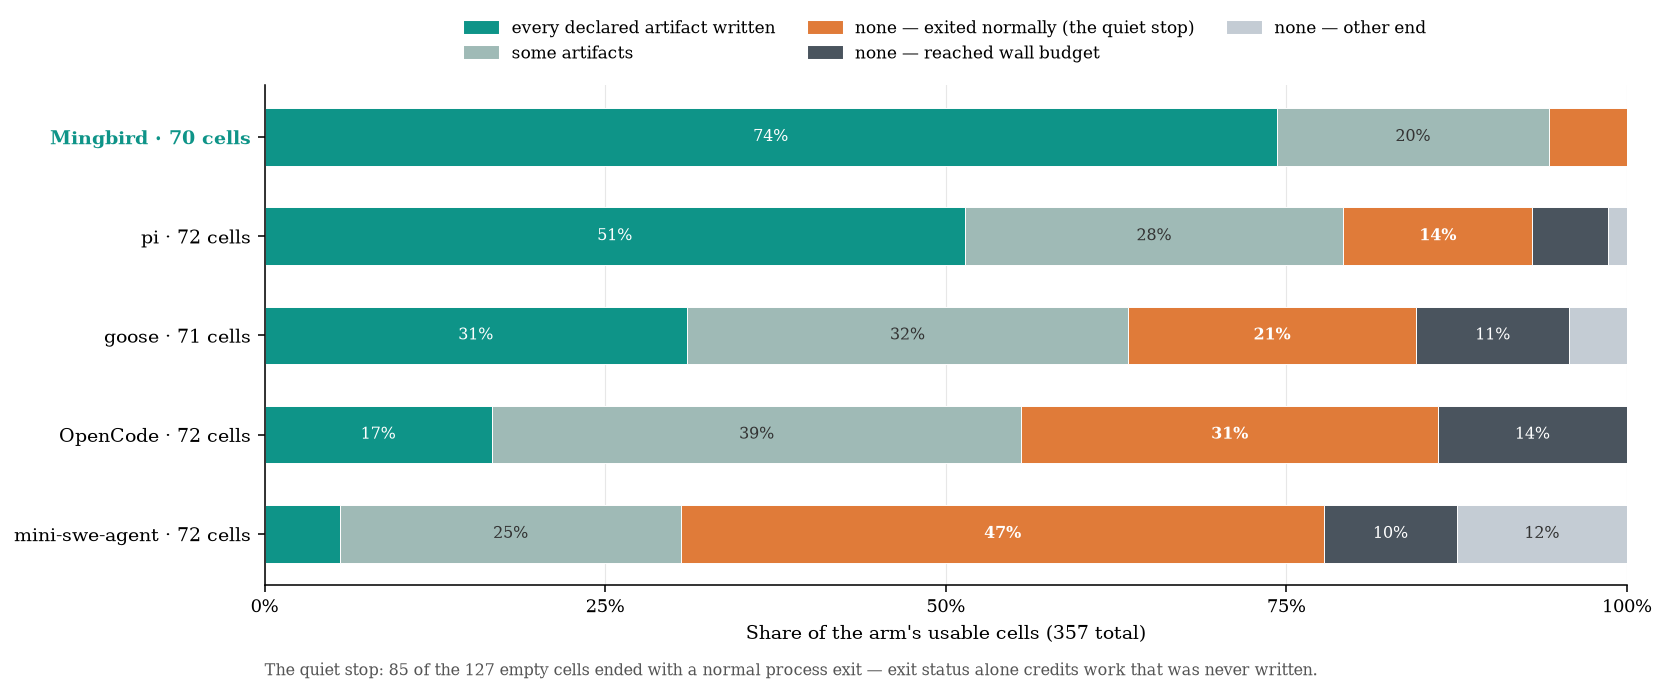 every declared artifact written
some artifacts
none — exited normally (the quiet stop)
none — reached wall budget
none — other end
Mingbird · 70 cells
74%
20%
pi · 72 cells
51%
28%
14%
goose · 71 cells
31%
32%
21%
11%
OpenCode · 72 cells
17%
39%
31%
14%
mini-swe-agent · 72 cells
25%
47%
10%
12%
0%
25%
50%
75%
100%
Share of the arm's usable cells (357 total)
The quiet stop: 85 of the 127 empty cells ended with a normal process exit — exit status alone credits work that was never written.